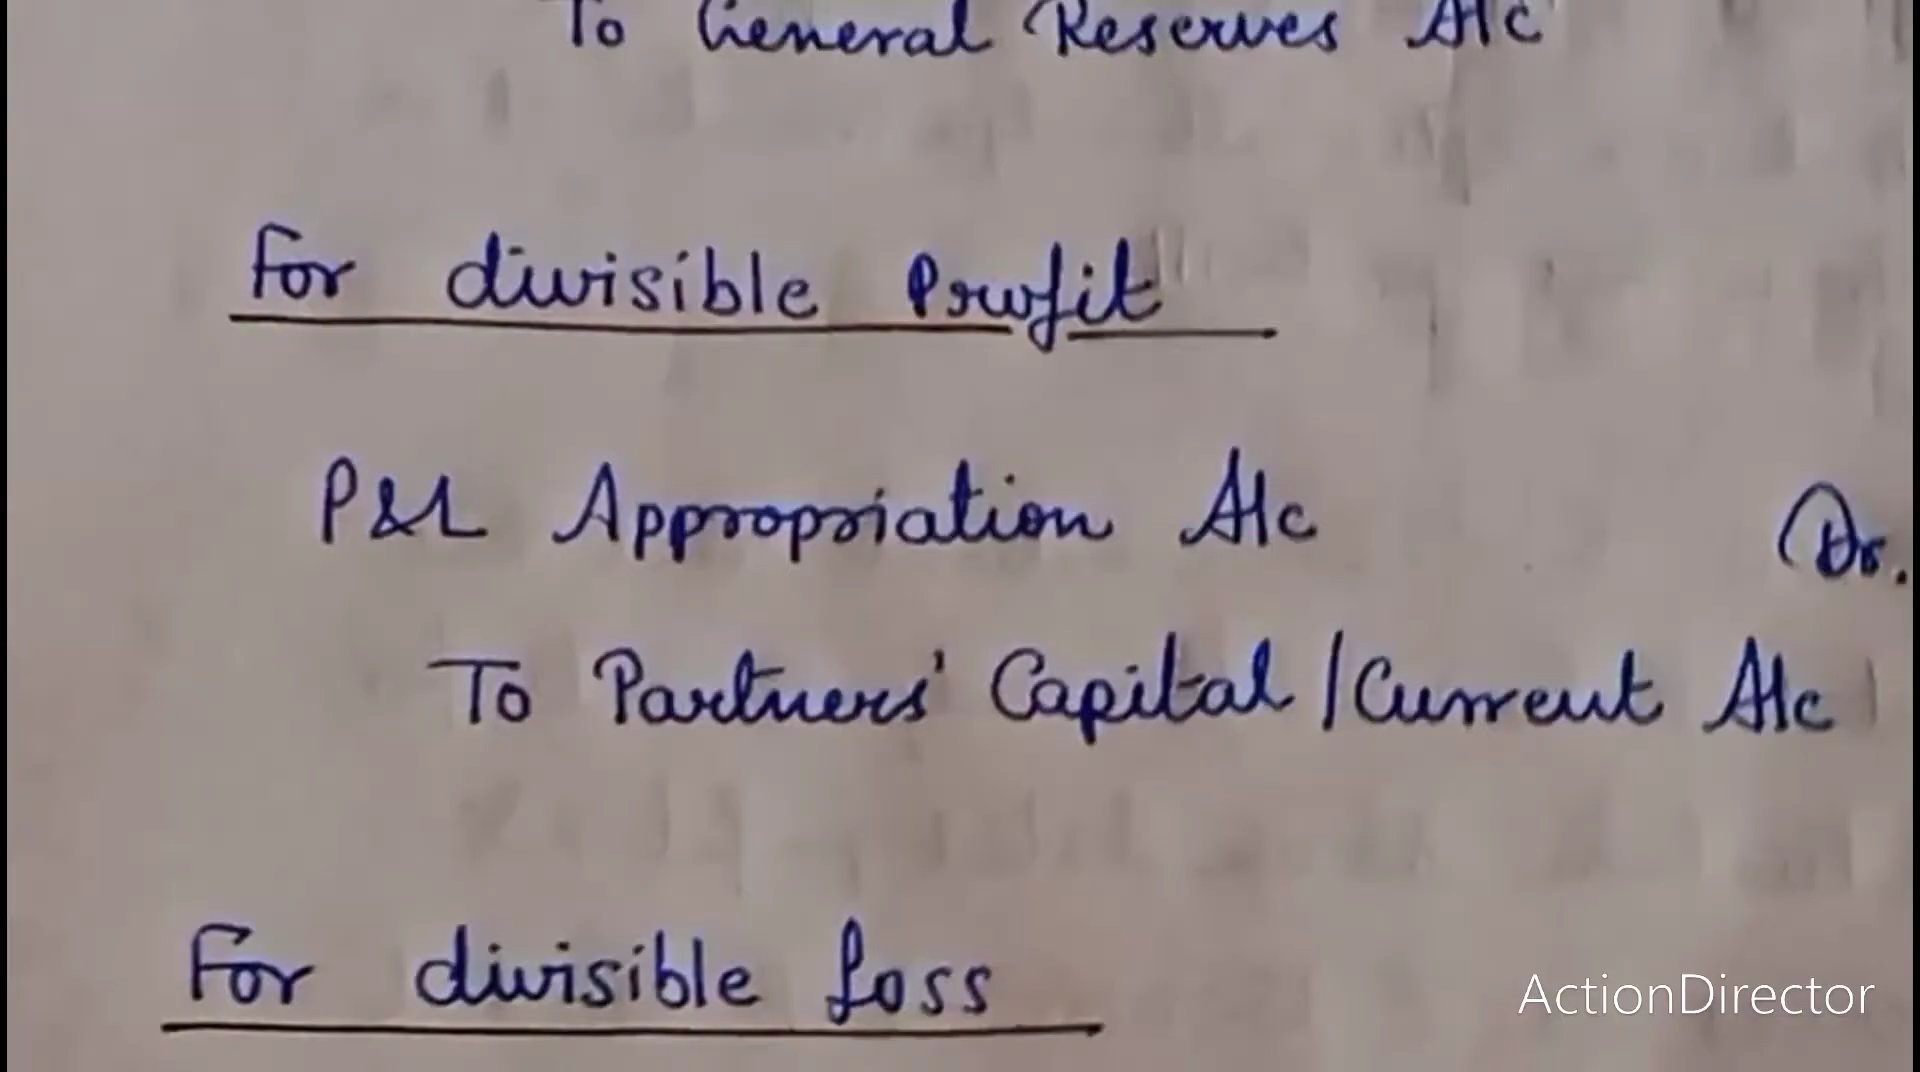 To General Reserves A/c
For divisible Profit
P&L Appropriation A/c Dr.
To Partners' Capital/Current A/c
For divisible Loss
ActionDirector